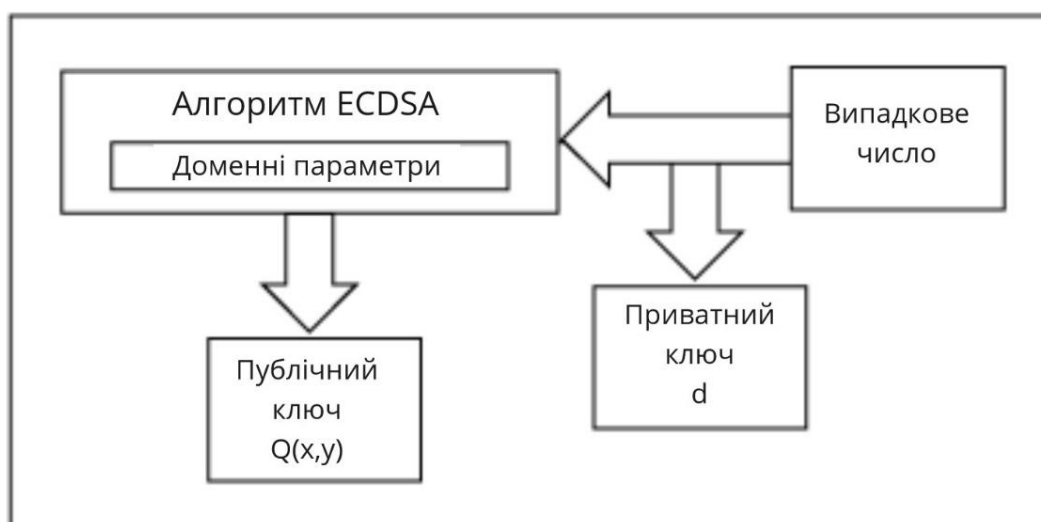 Алгоритм ECDSA
Доменні параметри
Випадкове
число
Приватний
ключ
d
Публічний
ключ
Q(x,y)